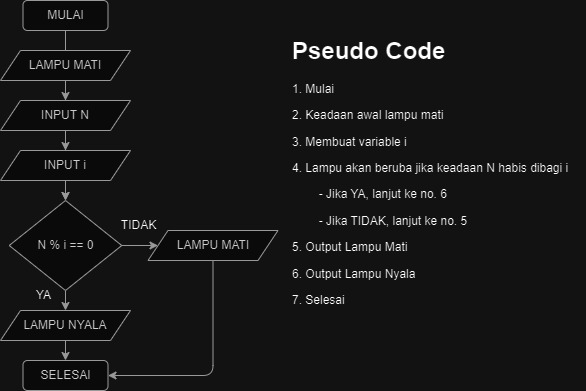 MULAI
LAMPU MATI
INPUT N
INPUT i
N % i == 0
TIDAK
LAMPU MATI
YA
LAMPU NYALA
SELESAI
Pseudo Code
1. Mulai
2. Keadaan awal lampu mati
3. Membuat variable i
4. Lampu akan beruba jika keadaan N habis dibagi i
- Jika YA, lanjut ke no. 6
- Jika TIDAK, lanjut ke no. 5
5. Output Lampu Mati
6. Output Lampu Nyala
7. Selesai